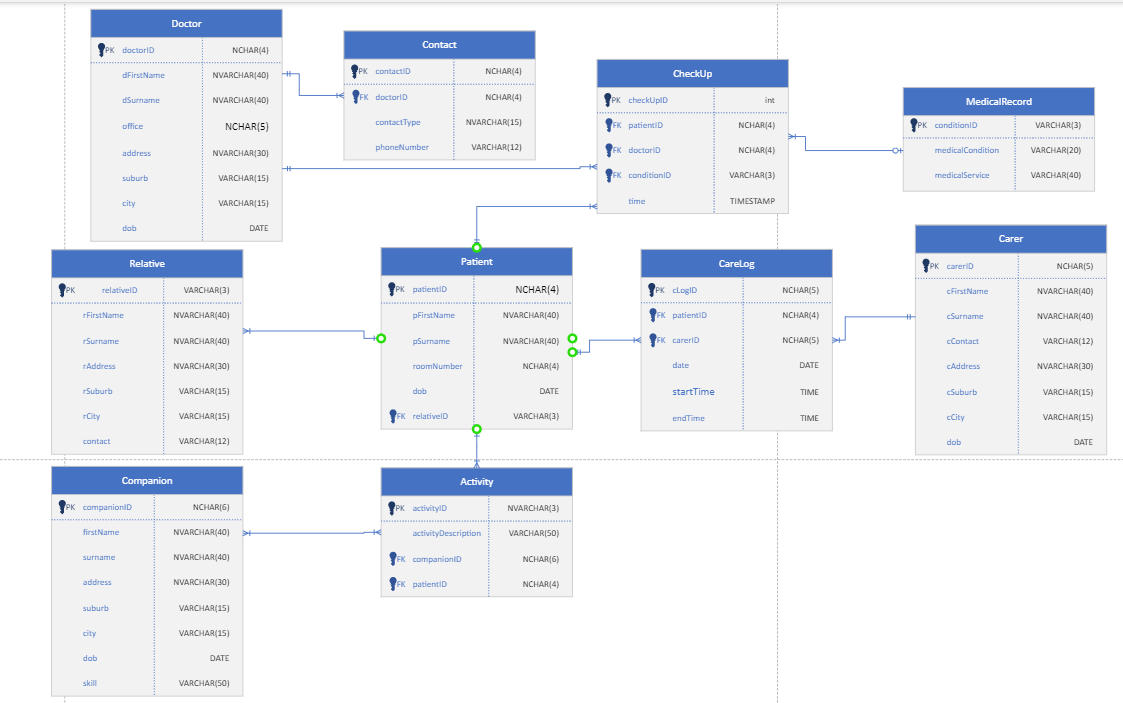 Doctor
PK doctorID NCHAR(4)
dFirstName NVARCHAR(40)
dSurname NVARCHAR(40)
office NCHAR(5)
address NVARCHAR(30)
suburb VARCHAR(15)
city VARCHAR(15)
dob DATE
Contact
PK contactID NCHAR(4)
FK doctorID NCHAR(4)
contactType NVARCHAR(15)
phoneNumber VARCHAR(12)
CheckUp
PK checkUpID int
FK patientID NCHAR(4)
FK doctorID NCHAR(4)
FK conditionID VARCHAR(3)
time TIMESTAMP
MedicalRecord
PK conditionID VARCHAR(3)
medicalCondition VARCHAR(20)
medicalService VARCHAR(40)
Relative
PK relativeID VARCHAR(3)
rFirstName NVARCHAR(40)
rSurname NVARCHAR(40)
rAddress NVARCHAR(30)
rSuburb VARCHAR(15)
rCity VARCHAR(15)
contact VARCHAR(12)
Patient
PK patientID NCHAR(4)
pFirstName NVARCHAR(40)
pSurname NVARCHAR(40)
roomNumber NCHAR(4)
dob DATE
FK relativeID VARCHAR(3)
CareLog
PK cLogID NCHAR(5)
FK patientID NCHAR(4)
FK carerID NCHAR(5)
date DATE
startTime TIME
endTime TIME
Carer
PK carerID NCHAR(5)
cFirstName NVARCHAR(40)
cSurname NVARCHAR(40)
cContact VARCHAR(12)
cAddress NVARCHAR(30)
cSuburb VARCHAR(15)
cCity VARCHAR(15)
dob DATE
Companion
PK companionID NCHAR(6)
firstName NVARCHAR(40)
surname NVARCHAR(40)
address NVARCHAR(30)
suburb VARCHAR(15)
city VARCHAR(15)
dob DATE
skill VARCHAR(50)
Activity
PK activityID NVARCHAR(3)
activityDescription VARCHAR(50)
FK companionID NCHAR(6)
FK patientID NCHAR(4)